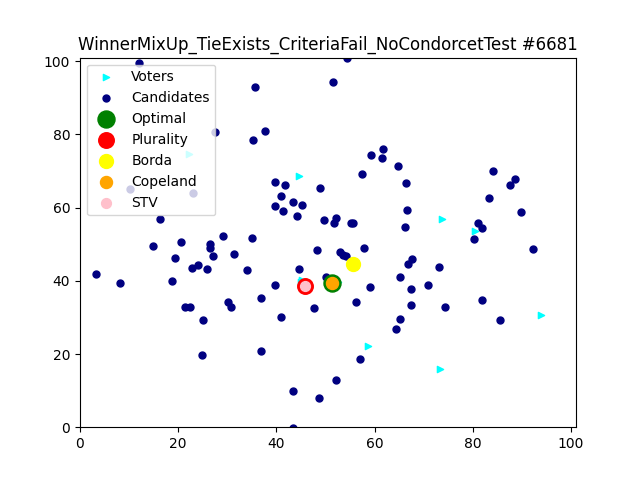 WinnerMixUp_TieExists_CriteriaFail_NoCondorcetTest #6681
Voters
Candidates
Optimal
Plurality
Borda
Copeland
STV
100
80
60
40
20
0
0 20 40 60 80 100